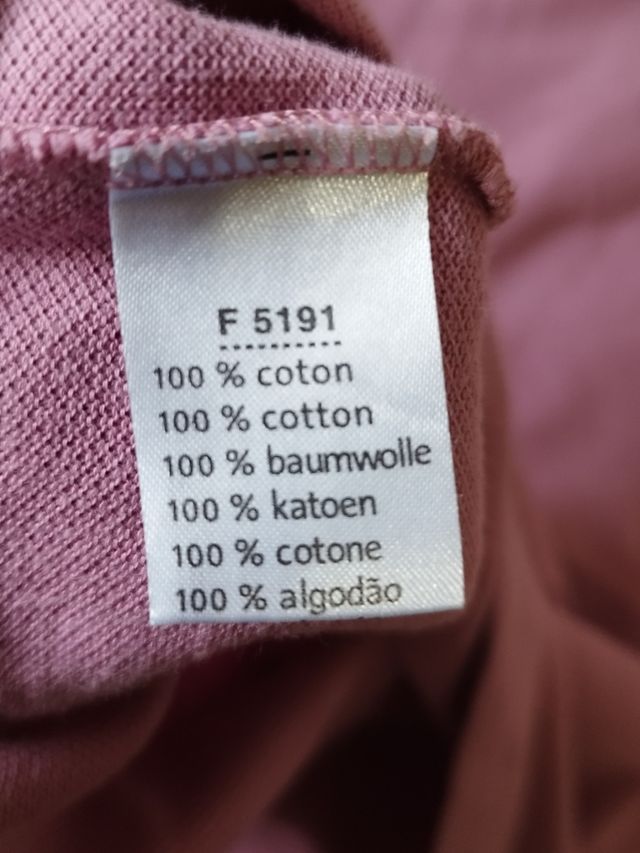 F 5191
100 % coton
100 % cotton
100 % baumwolle
100 % katoen
100 % cotone
100 % algodão